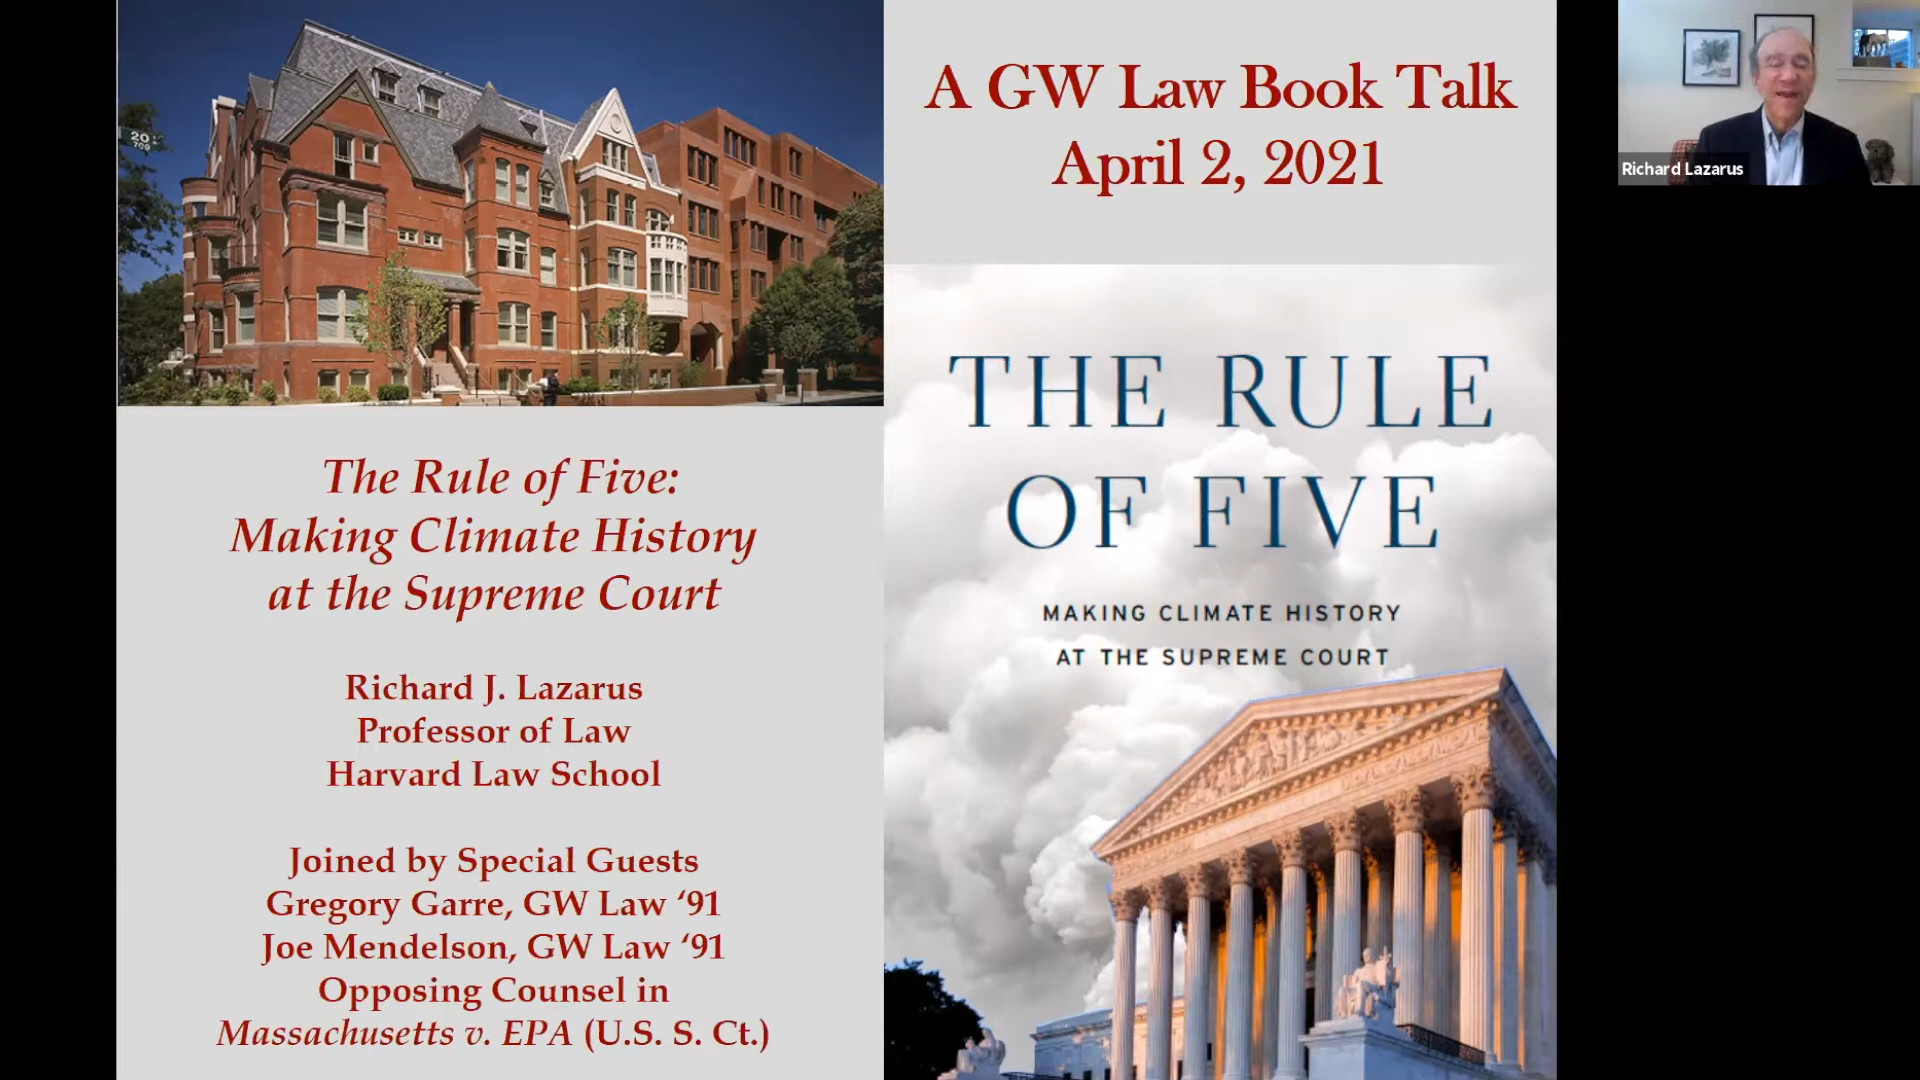 20
709
A GW Law Book Talk
April 2, 2021
Richard Lazarus
The Rule of Five:
Making Climate History
at the Supreme Court
Richard J. Lazarus
Professor of Law
Harvard Law School
Joined by Special Guests
Gregory Garre, GW Law ‘91
Joe Mendelson, GW Law ‘91
Opposing Counsel in
Massachusetts v. EPA (U.S. S. Ct.)
THE RULE
OF FIVE
MAKING CLIMATE HISTORY
AT THE SUPREME COURT